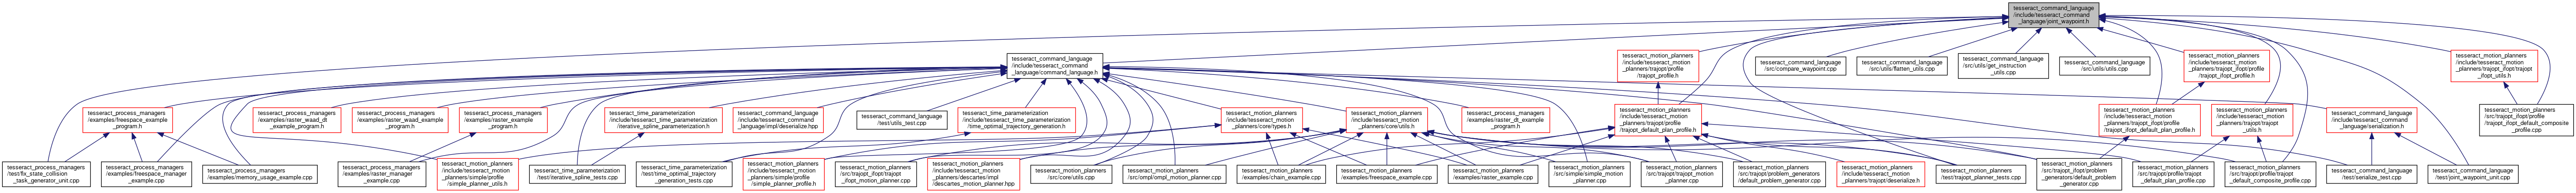 tesseract_command_language
/include/tesseract_command
_language/joint_waypoint.h
tesseract_command_language
/include/tesseract_command
_language/command_language.h
tesseract_motion_planners
/include/tesseract_motion
_planners/trajopt/profile
/trajopt_profile.h
tesseract_command_language
/src/compare_waypoint.cpp
tesseract_command_language
/src/utils/flatten_utils.cpp
tesseract_command_language
/src/utils/get_instruction
_utils.cpp
tesseract_command_language
/src/utils/utils.cpp
tesseract_motion_planners
/include/tesseract_motion
_planners/trajopt_ifopt/profile
/trajopt_ifopt_profile.h
tesseract_motion_planners
/include/tesseract_motion
_planners/trajopt_ifopt/trajopt
_ifopt_utils.h
tesseract_process_managers
/examples/freespace_example
_program.h
tesseract_process_managers
/examples/raster_waad_dt
_example_program.h
tesseract_process_managers
/examples/raster_waad_example
_program.h
tesseract_process_managers
/examples/raster_example
_program.h
tesseract_time_parameterization
/include/tesseract_time_parameterization
/iterative_spline_parameterization.h
tesseract_command_language
/include/tesseract_command
_language/impl/deserialize.hpp
tesseract_command_language
/test/utils_test.cpp
tesseract_time_parameterization
/include/tesseract_time_parameterization
/time_optimal_trajectory_generation.h
tesseract_motion_planners
/include/tesseract_motion
_planners/core/types.h
tesseract_motion_planners
/include/tesseract_motion
_planners/core/utils.h
tesseract_process_managers
/examples/raster_dt_example
_program.h
tesseract_motion_planners
/include/tesseract_motion
_planners/trajopt/profile
/trajopt_default_plan_profile.h
tesseract_motion_planners
/include/tesseract_motion
_planners/trajopt_ifopt/profile
/trajopt_ifopt_default_plan_profile.h
tesseract_motion_planners
/include/tesseract_motion
_planners/trajopt/trajopt
_utils.h
tesseract_command_language
/include/tesseract_command
_language/serialization.h
tesseract_motion_planners
/src/trajopt_ifopt/profile
/trajopt_ifopt_default_composite
_profile.cpp
tesseract_process_managers
/test/fix_state_collision
_task_generator_unit.cpp
tesseract_process_managers
/examples/freespace_manager
_example.cpp
tesseract_process_managers
/examples/memory_usage_example.cpp
tesseract_process_managers
/examples/raster_manager
_example.cpp
tesseract_motion_planners
/include/tesseract_motion
_planners/simple/profile
/simple_planner_utils.h
tesseract_time_parameterization
/test/iterative_spline_tests.cpp
tesseract_time_parameterization
/test/time_optimal_trajectory
_generation_tests.cpp
tesseract_motion_planners
/include/tesseract_motion
_planners/simple/profile
/simple_planner_profile.h
tesseract_motion_planners
/src/trajopt_ifopt/trajopt
_ifopt_motion_planner.cpp
tesseract_motion_planners
/include/tesseract_motion
_planners/descartes/impl
/descartes_motion_planner.hpp
tesseract_motion_planners
/src/core/utils.cpp
tesseract_motion_planners
/src/ompl/ompl_motion_planner.cpp
tesseract_motion_planners
/examples/chain_example.cpp
tesseract_motion_planners
/examples/freespace_example.cpp
tesseract_motion_planners
/examples/raster_example.cpp
tesseract_motion_planners
/src/simple/simple_motion
_planner.cpp
tesseract_motion_planners
/src/trajopt/trajopt_motion
_planner.cpp
tesseract_motion_planners
/src/trajopt/problem_generators
/default_problem_generator.cpp
tesseract_motion_planners
/include/tesseract_motion
_planners/trajopt/deserialize.h
tesseract_motion_planners
/test/trajopt_planner_tests.cpp
tesseract_motion_planners
/src/trajopt_ifopt/problem
_generators/default_problem
_generator.cpp
tesseract_motion_planners
/src/trajopt/profile/trajopt
_default_plan_profile.cpp
tesseract_motion_planners
/src/trajopt/profile/trajopt
_default_composite_profile.cpp
tesseract_command_language
/test/serialize_test.cpp
tesseract_command_language
/test/joint_waypoint_unit.cpp